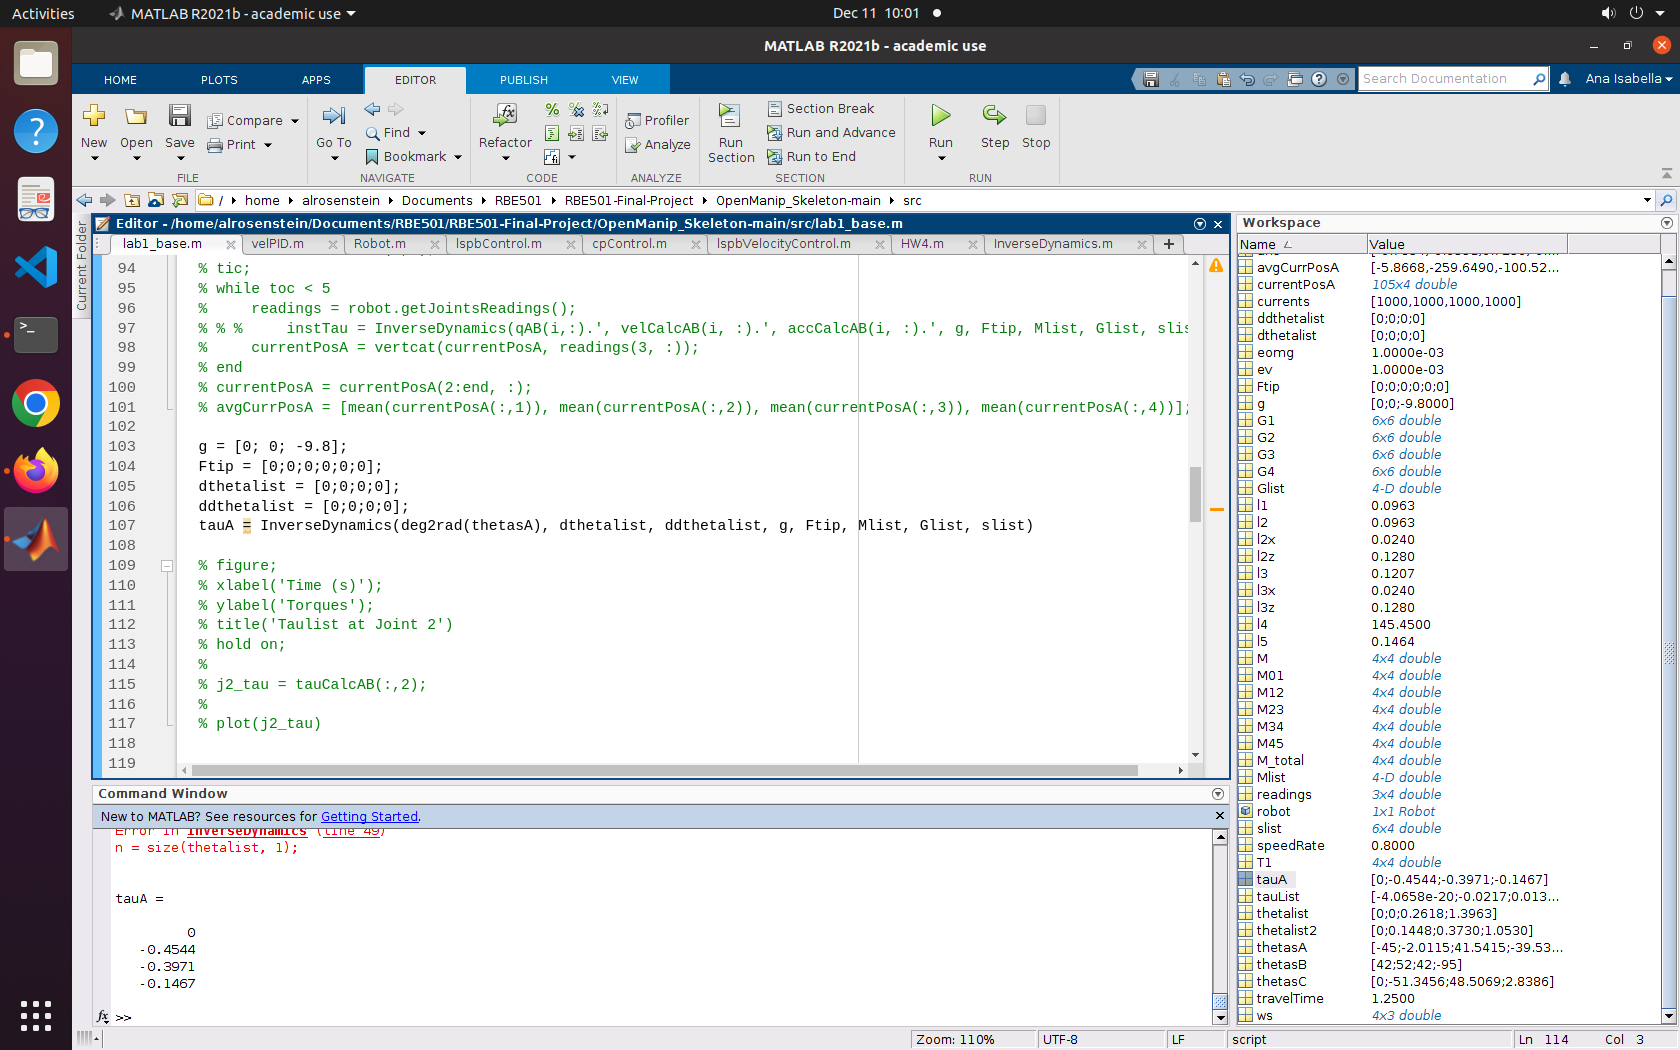 Activities
MATLAB R2021b - academic use
Dec 11 10:01
MATLAB R2021b - academic use
HOME
PLOTS
APPS
EDITOR
PUBLISH
VIEW
Search Documentation
Ana Isabella
New
Open
Save
Compare
Print
FILE
Go To
Find
Bookmark
NAVIGATE
Refactor
CODE
Profiler
Analyze
ANALYZE
Run Section
Section Break
Run and Advance
Run to End
SECTION
Run
Step
Stop
RUN
/ home Documents alrosenstein RBE501 RBE501-Final-Project OpenManip_Skeleton-main src
Current Folder
Editor - /home/alrosenstein/Documents/RBE501/RBE501-Final-Project/OpenManip_Skeleton-main/src/lab1_base.m
lab1_base.m
velPID.m
Robot.m
lspbControl.m
cpControl.m
lspbVelocityControl.m
HW4.m
InverseDynamics.m
94 % tic;
95 % while toc < 5
96 % readings = robot.getJointsReadings();
97 % % % instTau = InverseDynamics(qAB(i,:).', velCalcAB(i, :).', accCalcAB(i, :).', g, Ftip, Mlist, Glist, slis
98 % currentPosA = vertcat(currentPosA, readings(3, :));
99 % end
100 % currentPosA = currentPosA(2:end, :);
101 % avgCurrPosA = [mean(currentPosA(:,1)), mean(currentPosA(:,2)), mean(currentPosA(:,3)), mean(currentPosA(:,4))];
102
103 g = [0; 0; -9.8];
104 Ftip = [0;0;0;0;0;0];
105 dthetalist = [0;0;0;0];
106 ddthetalist = [0;0;0;0];
107 tauA = InverseDynamics(deg2rad(thetasA), dthetalist, ddthetalist, g, Ftip, Mlist, Glist, slist)
108
109 % figure;
110 % xlabel('Time (s)');
111 % ylabel('Torques');
112 % title('Taulist at Joint 2')
113 % hold on;
114 %
115 % j2_tau = tauCalcAB(:,2);
116 %
117 % plot(j2_tau)
118
119
Command Window
New to MATLAB? See resources for Getting Started.
Error in InverseDynamics (line 49)
n = size(thetalist, 1);
tauA =
0
-0.4544
-0.3971
-0.1467
fx >>
Workspace
Name Value
avgCurrPosA [-5.8668,-259.6490,-100.52...
currentPosA 105x4 double
currents [1000,1000,1000,1000]
ddthetalist [0;0;0;0]
dthetalist [0;0;0;0]
eomg 1.0000e-03
ev 1.0000e-03
Ftip [0;0;0;0;0;0]
g [0;0;-9.8000]
G1 6x6 double
G2 6x6 double
G3 6x6 double
G4 6x6 double
Glist 4-D double
l1 0.0963
l2 0.0963
l2x 0.0240
l2z 0.1280
l3 0.1207
l3x 0.0240
l3z 0.1280
l4 145.4500
l5 0.1464
M 4x4 double
M01 4x4 double
M12 4x4 double
M23 4x4 double
M34 4x4 double
M45 4x4 double
M_total 4x4 double
Mlist 4-D double
readings 3x4 double
robot 1x1 Robot
slist 6x4 double
speedRate 0.8000
T1 4x4 double
tauA [0;-0.4544;-0.3971;-0.1467]
tauList [-4.0658e-20;-0.0217;0.013...
thetalist [0;0;0.2618;1.3963]
thetalist2 [0;0.1448;0.3730;1.0530]
thetasA [-45;-2.0115;41.5415;-39.53...
thetasB [42;52;42;-95]
thetasC [0;-51.3456;48.5069;2.8386]
travelTime 1.2500
ws 4x3 double
Zoom: 110%
UTF-8
LF
script
Ln 114 Col 3